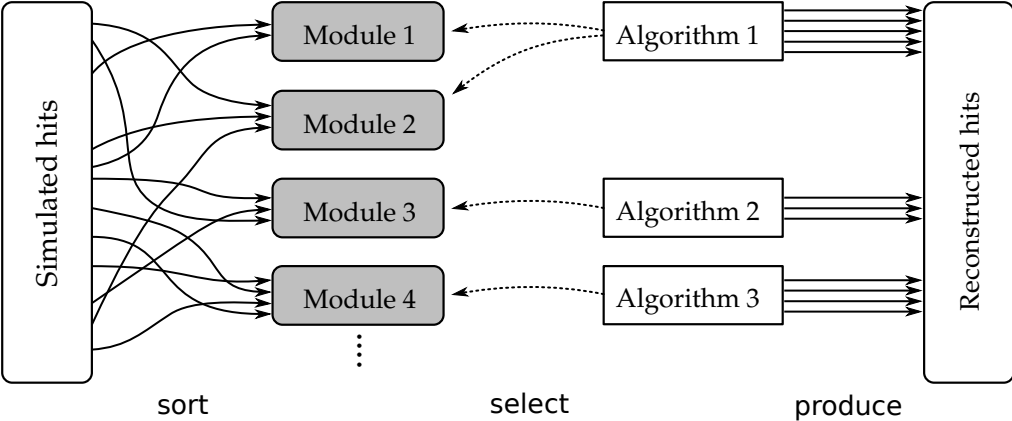 Simulated hits
Module 1
Module 2
Module 3
Module 4
Algorithm 1
Algorithm 2
Algorithm 3
Reconstructed hits
sort
select
produce